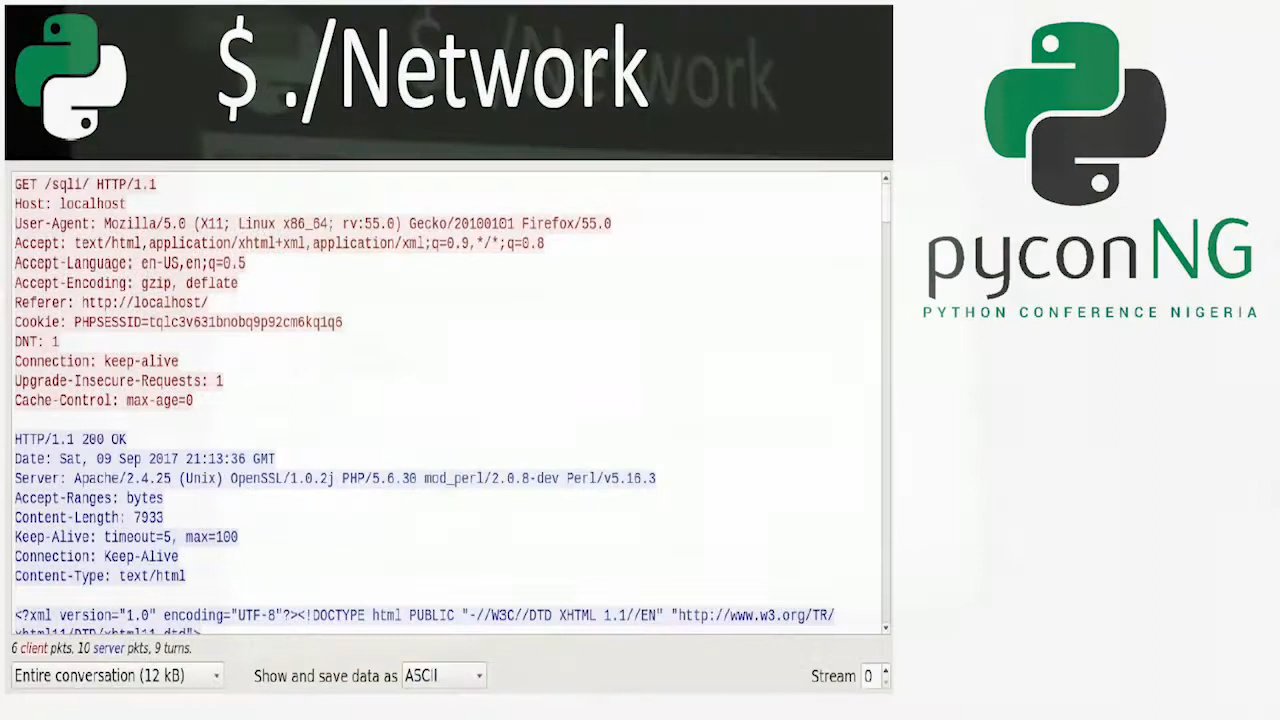 $ ./Network
GET /sqli/ HTTP/1.1
Host: localhost
User-Agent: Mozilla/5.0 (X11; Linux x86_64; rv:55.0) Gecko/20100101 Firefox/55.0
Accept: text/html,application/xhtml+xml,application/xml;q=0.9,*/*;q=0.8
Accept-Language: en-US,en;q=0.5
Accept-Encoding: gzip, deflate
Referer: http://localhost/
Cookie: PHPSESSID=tqlc3v631bnobq9p92cm6kq1q6
DNT: 1
Connection: keep-alive
Upgrade-Insecure-Requests: 1
Cache-Control: max-age=0
HTTP/1.1 200 OK
Date: Sat, 09 Sep 2017 21:13:36 GMT
Server: Apache/2.4.25 (Unix) OpenSSL/1.0.2j PHP/5.6.30 mod_perl/2.0.8-dev Perl/v5.16.3
Accept-Ranges: bytes
Content-Length: 7933
Keep-Alive: timeout=5, max=100
Connection: Keep-Alive
Content-Type: text/html
<?xml version="1.0" encoding="UTF-8"?><!DOCTYPE html PUBLIC "-//W3C//DTD XHTML 1.1//EN" "http://www.w3.org/TR/
xhtml11/DTD/xhtml11.dtd">
6 client pkts, 10 server pkts, 9 turns.
Entire conversation (12 kB)
Show and save data as ASCII
Stream 0
pyconNG
PYTHON CONFERENCE NIGERIA